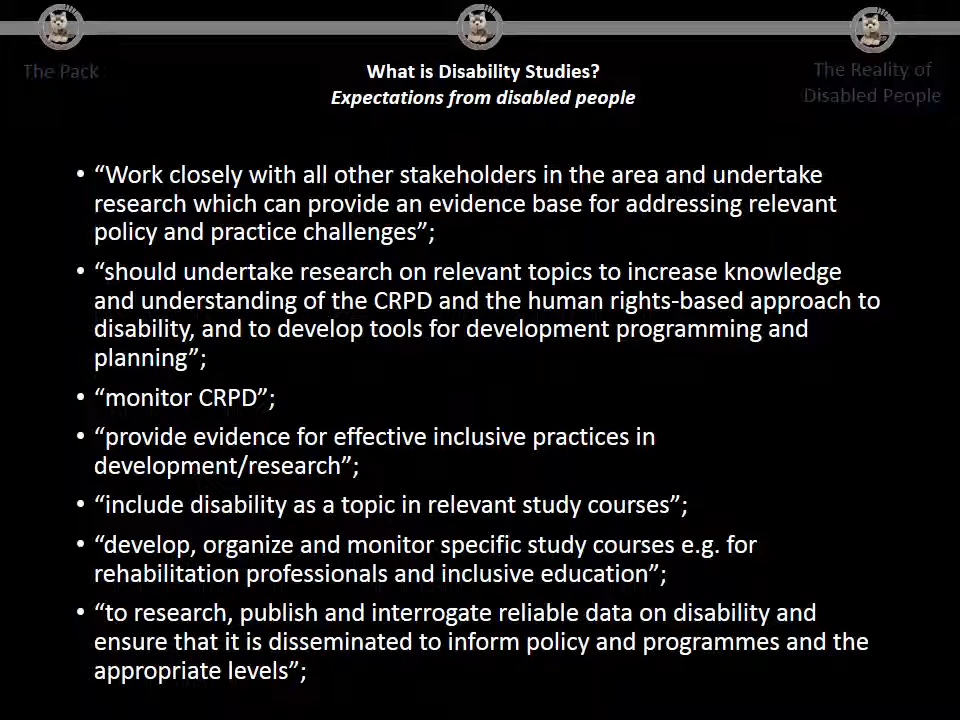 The Pack
What is Disability Studies?
Expectations from disabled people
The Reality of
Disabled People
• “Work closely with all other stakeholders in the area and undertake
research which can provide an evidence base for addressing relevant
policy and practice challenges”;
• “should undertake research on relevant topics to increase knowledge
and understanding of the CRPD and the human rights-based approach to
disability, and to develop tools for development programming and
planning”;
• “monitor CRPD”;
• “provide evidence for effective inclusive practices in
development/research”;
• “include disability as a topic in relevant study courses”;
• “develop, organize and monitor specific study courses e.g. for
rehabilitation professionals and inclusive education”;
• “to research, publish and interrogate reliable data on disability and
ensure that it is disseminated to inform policy and programmes and the
appropriate levels”;